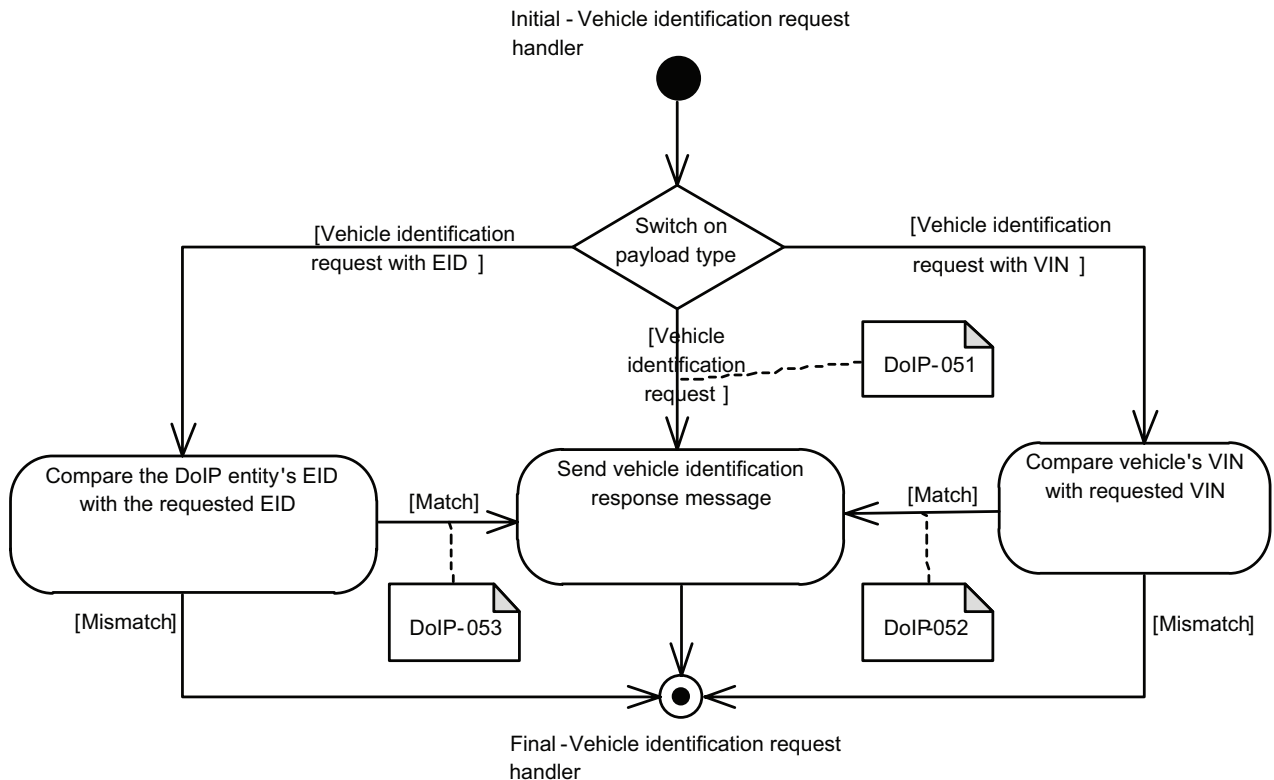 Initial - Vehicle identification request
handler
Switch on
payload type
[Vehicle identification
request with EID ]
[Vehicle identification
request with VIN ]
[Vehicle
identification
request ]
DoIP-051
Compare the DoIP entity's EID
with the requested EID
[Match]
Send vehicle identification
response message
[Match]
Compare vehicle's VIN
with requested VIN
[Mismatch]
DoIP-053
DoIP-052
[Mismatch]
Final - Vehicle identification request
handler